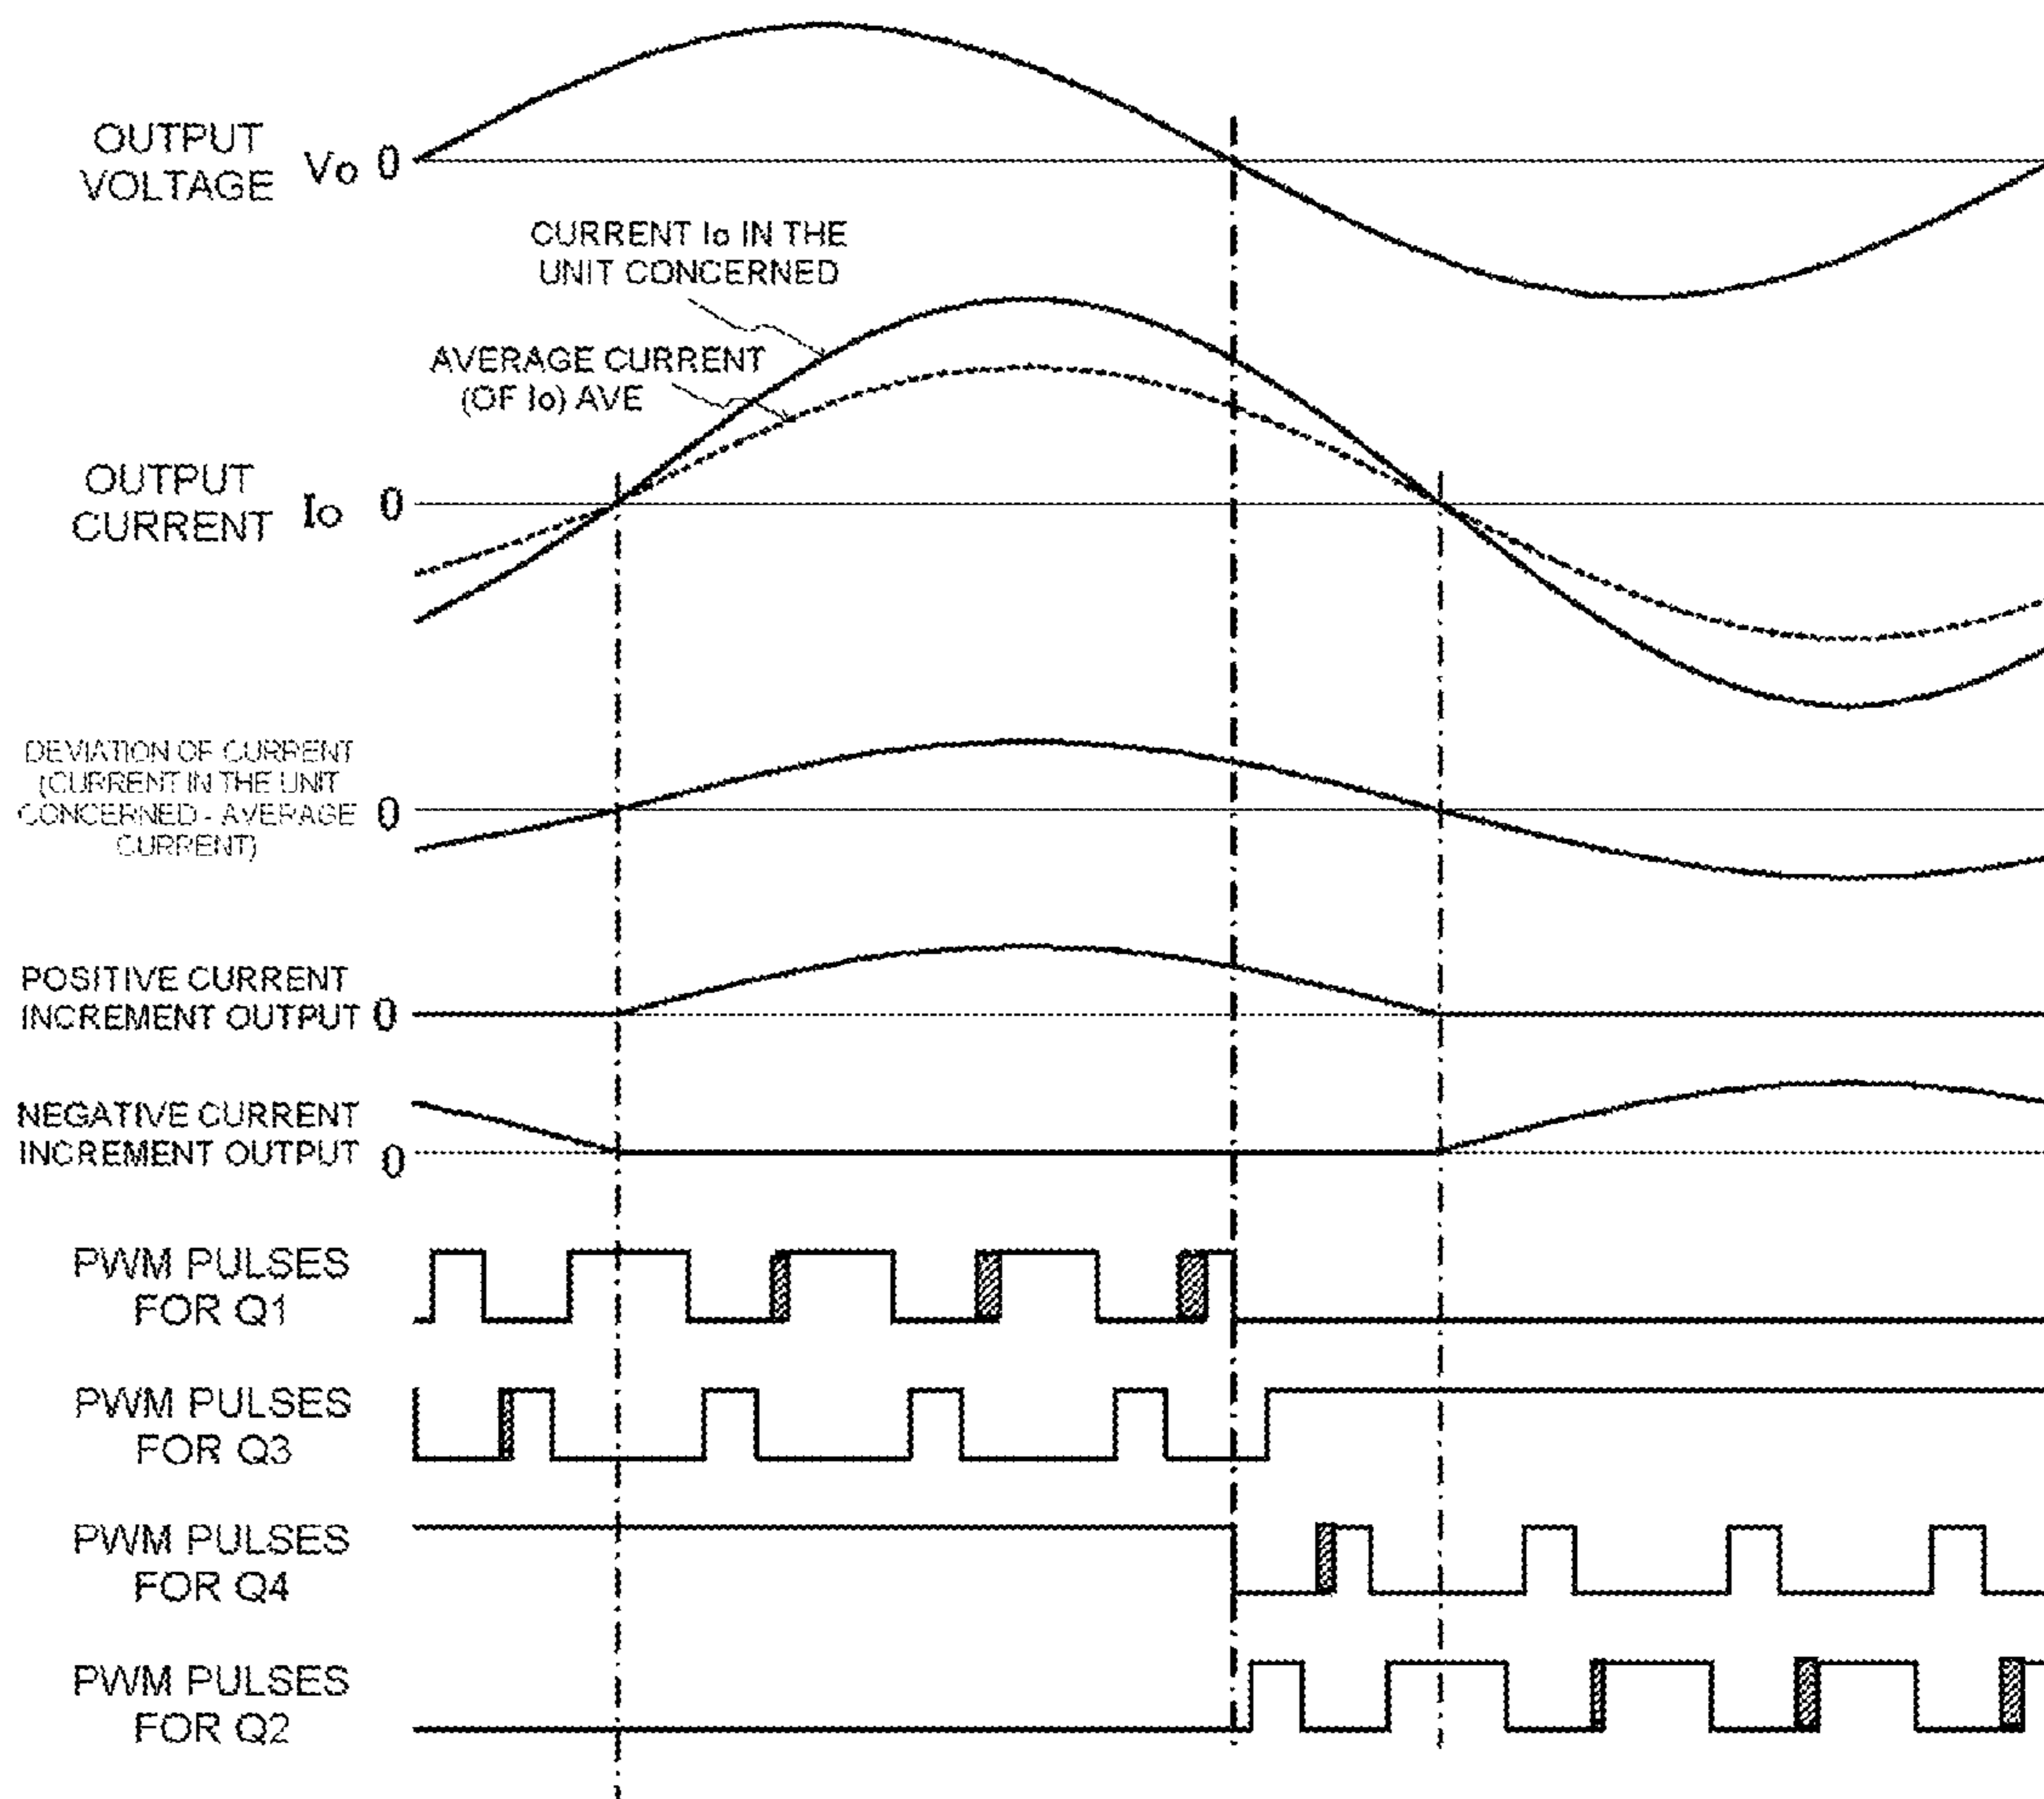 OUTPUT
VOLTAGE Vo 0
CURRENT Io IN THE
UNIT CONCERNED
AVERAGE CURRENT
(OF Io) AVE
OUTPUT
CURRENT Io 0
DEVIATION OF CURRENT
(CURRENT IN THE UNIT
CONCERNED - AVERAGE
CURRENT)
0
POSITIVE CURRENT
INCREMENT OUTPUT 0
NEGATIVE CURRENT
INCREMENT OUTPUT 0
PWM PULSES
FOR Q1
PWM PULSES
FOR Q3
PWM PULSES
FOR Q4
PWM PULSES
FOR Q2